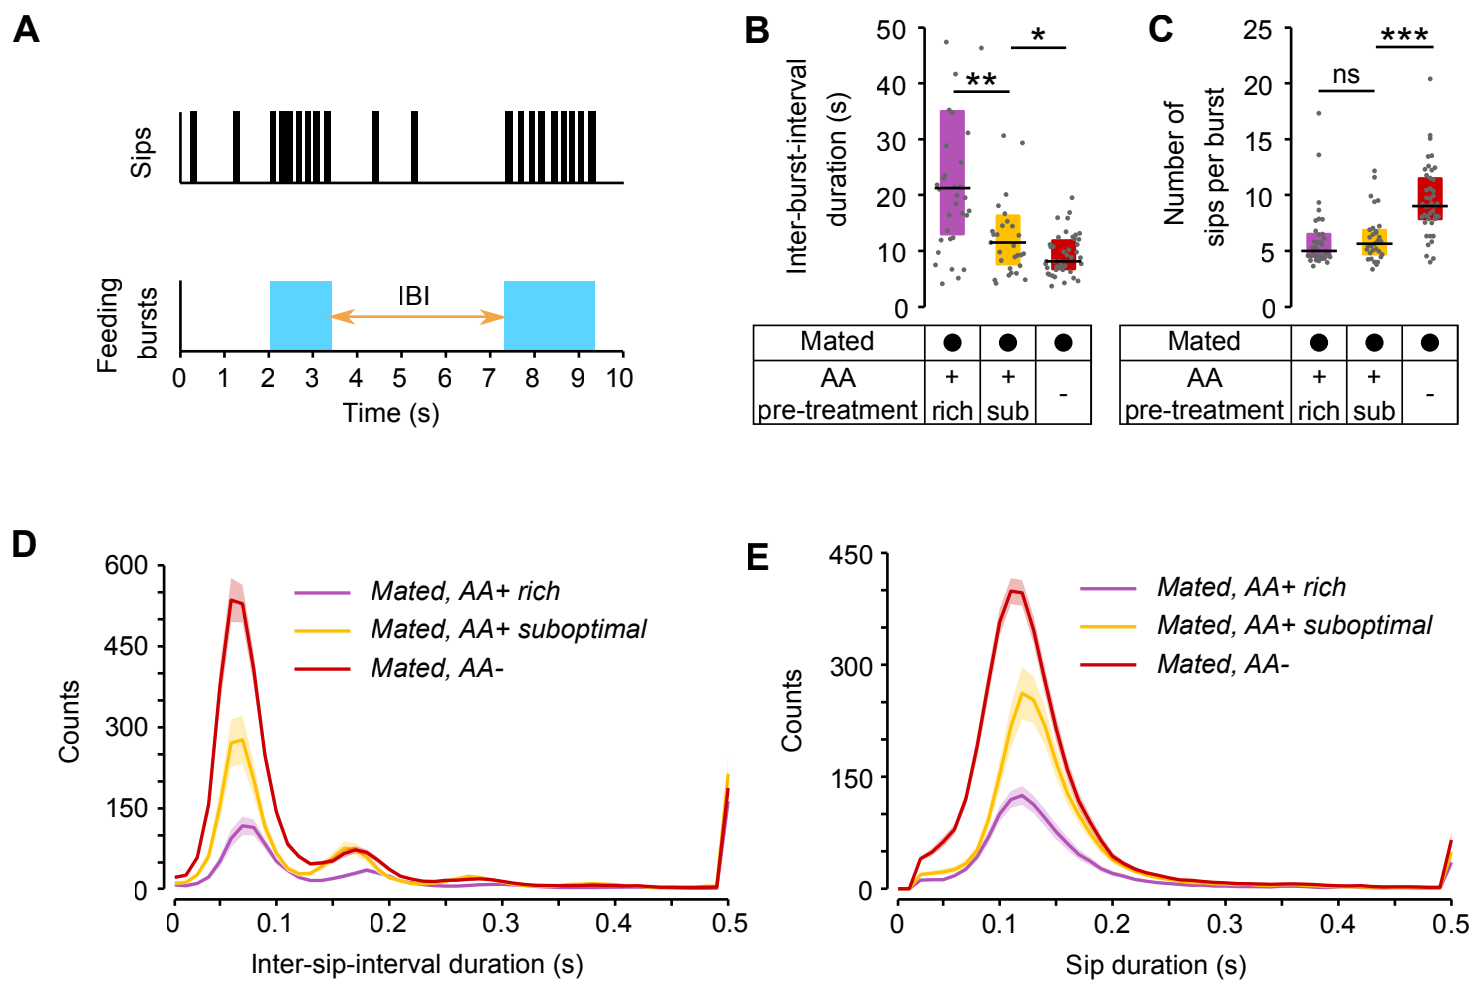 A
Sips
Feeding
bursts
IBI
0 1 2 3 4 5 6 7 8 9 10
Time (s)
B
Inter-burst-interval
duration (s)
50
40
30
20
10
0
*
**
Mated
AA
pre-treatment
+
rich
+
sub
-
C
Number of
sips per burst
25
20
15
10
5
0
***
ns
Mated
AA
pre-treatment
+
rich
+
sub
-
D
Counts
600
450
300
150
0
Mated, AA+ rich
Mated, AA+ suboptimal
Mated, AA-
0 0.1 0.2 0.3 0.4 0.5
Inter-sip-interval duration (s)
E
Counts
450
300
150
0
Mated, AA+ rich
Mated, AA+ suboptimal
Mated, AA-
0 0.1 0.2 0.3 0.4 0.5
Sip duration (s)